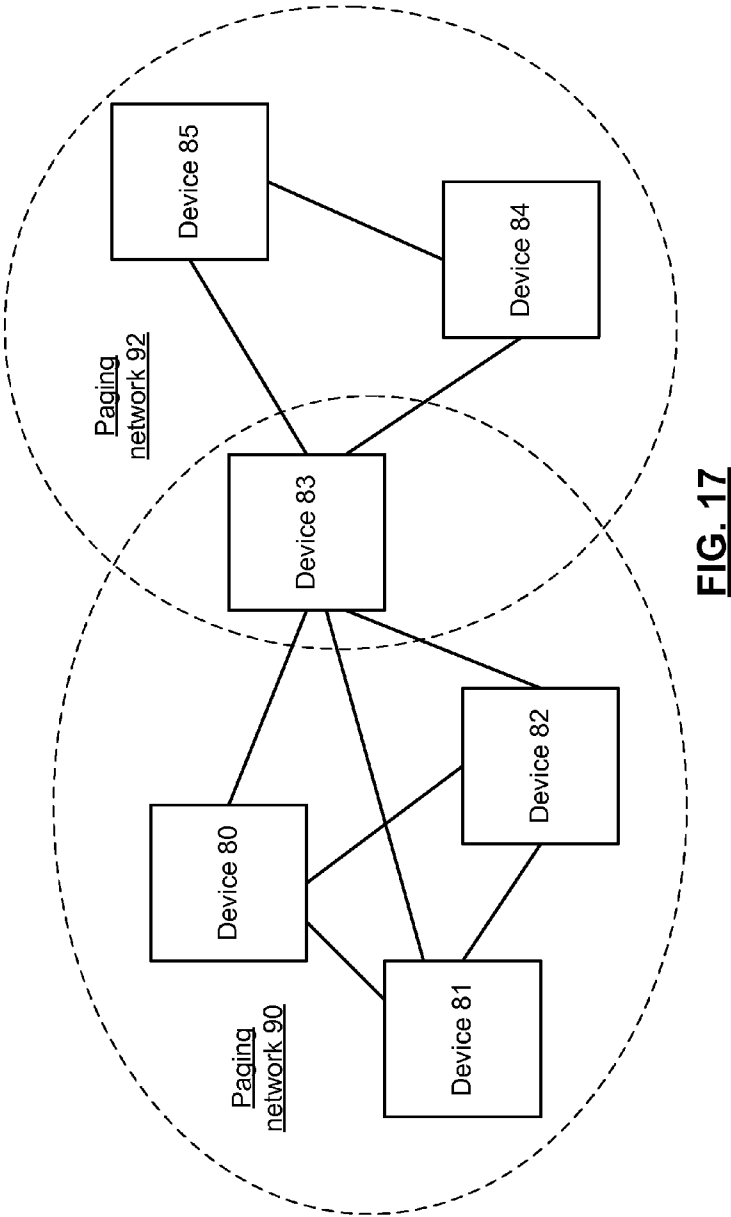 Paging
network 90
Device 80
Device 81
Device 82
Device 83
Paging
network 92
Device 85
Device 84
FIG. 17